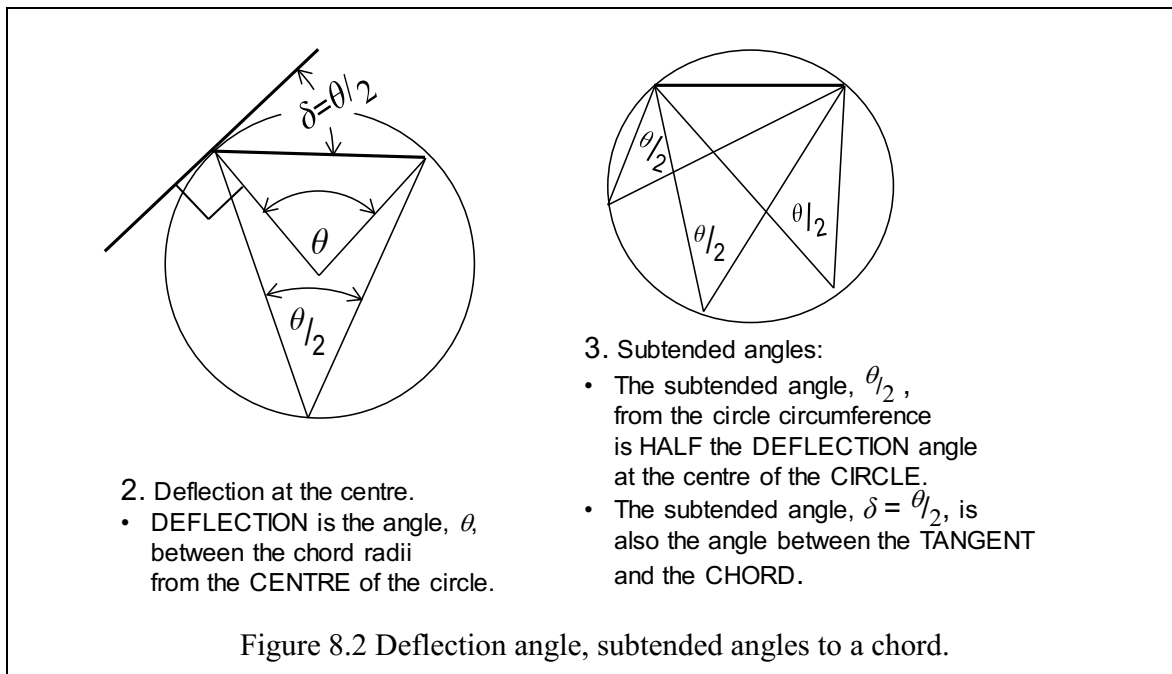 δ=θ/2
θ
θ/2
2. Deflection at the centre.
• DEFLECTION is the angle, θ,
between the chord radii
from the CENTRE of the circle.
θ/2
θ/2
θ/2
3. Subtended angles:
• The subtended angle, θ/2 ,
from the circle circumference
is HALF the DEFLECTION angle
at the centre of the CIRCLE.
• The subtended angle, δ = θ/2, is
also the angle between the TANGENT
and the CHORD.
Figure 8.2 Deflection angle, subtended angles to a chord.